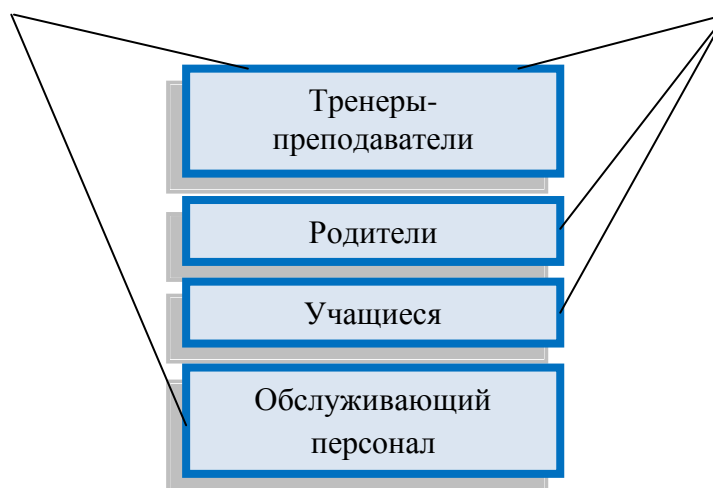 Тренеры-
преподаватели
Родители
Учащиеся
Обслуживающий
персонал